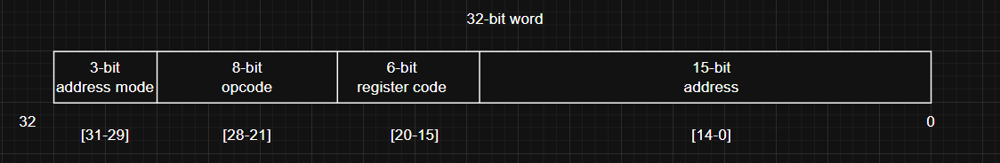 32-bit word
3-bit
address mode
8-bit
opcode
6-bit
register code
15-bit
address
32
0
[31-29]
[28-21]
[20-15]
[14-0]